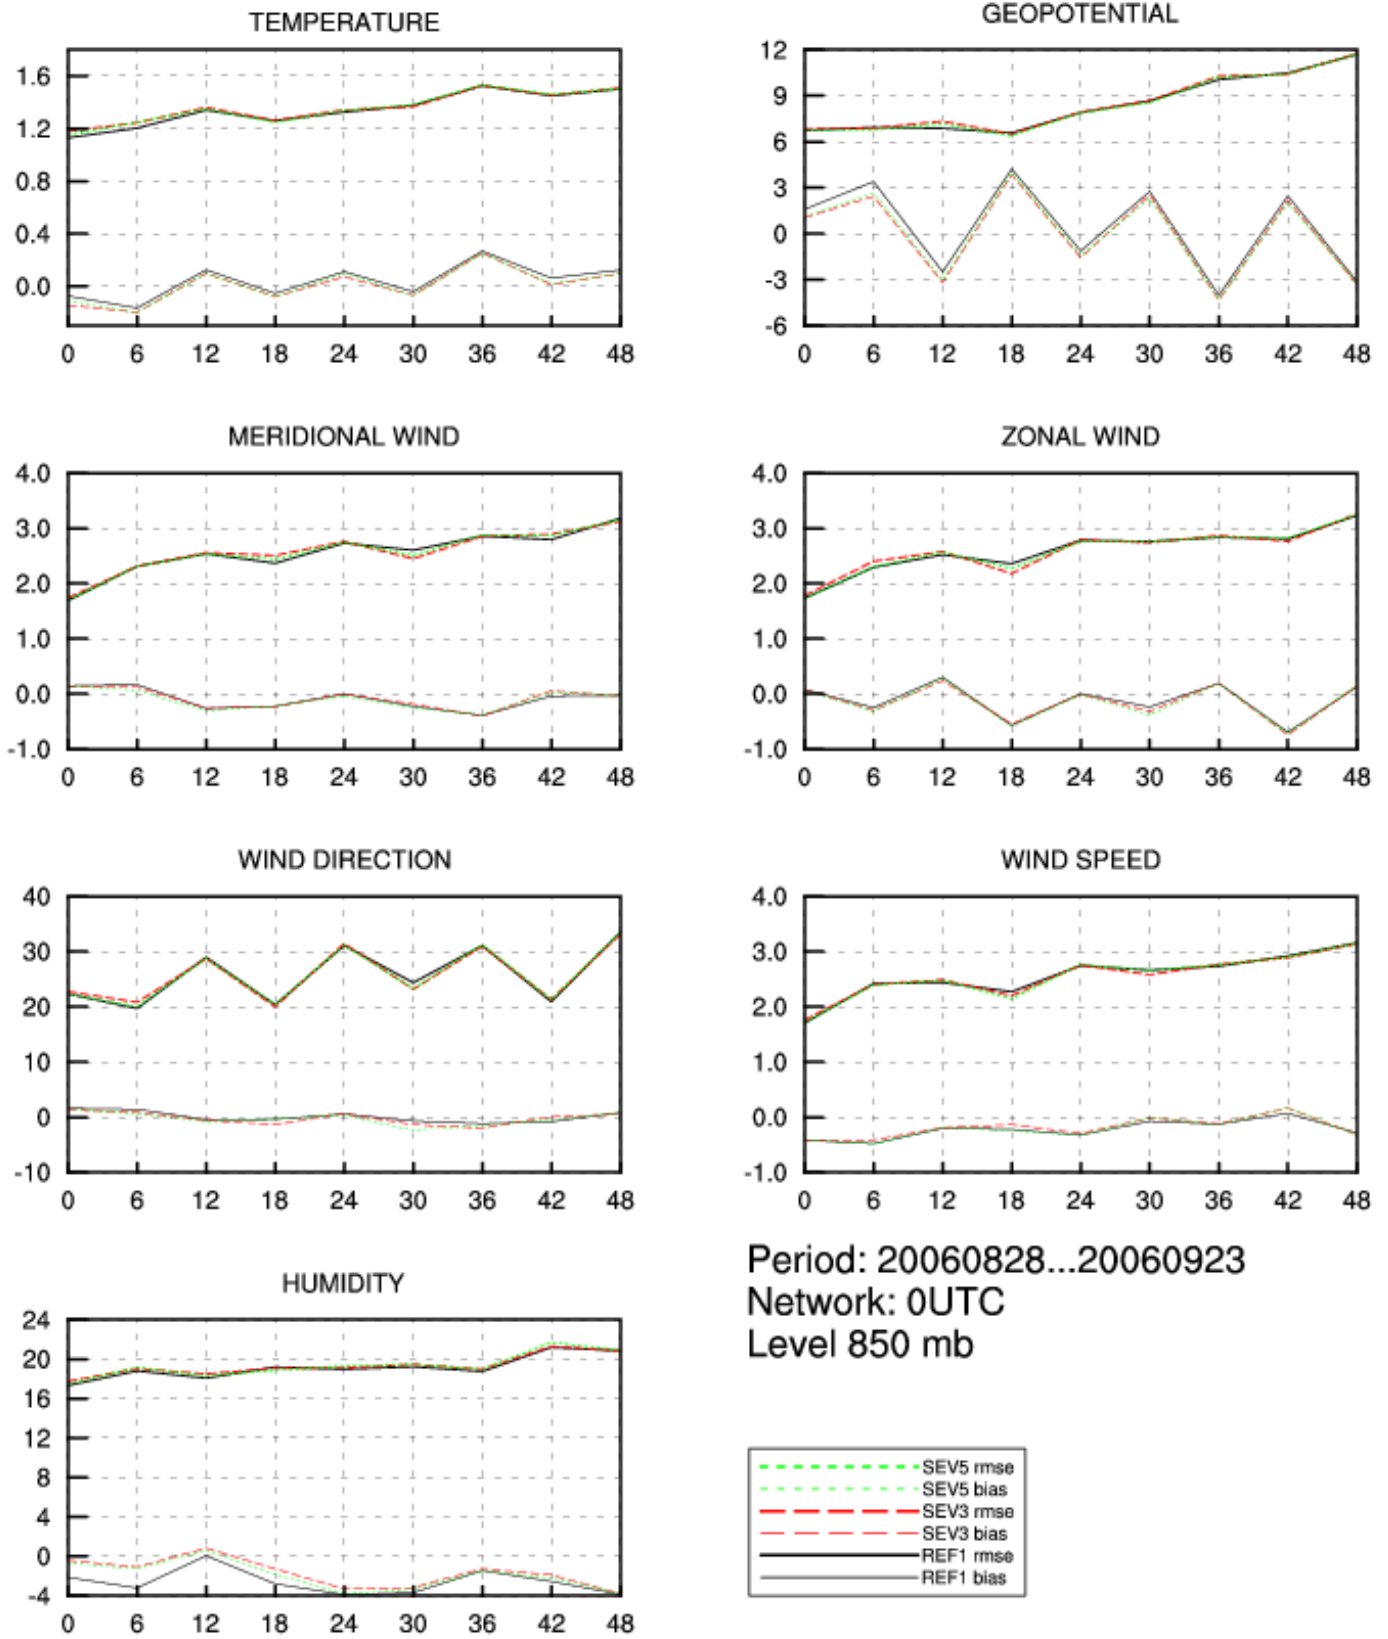 TEMPERATURE
1.6
1.2
0.8
0.4
0.0
0 6 12 18 24 30 36 42 48
GEOPOTENTIAL
12
9
6
3
0
-3
-6
0 6 12 18 24 30 36 42 48
MERIDIONAL WIND
4.0
3.0
2.0
1.0
0.0
-1.0
0 6 12 18 24 30 36 42 48
ZONAL WIND
4.0
3.0
2.0
1.0
0.0
-1.0
0 6 12 18 24 30 36 42 48
WIND DIRECTION
40
30
20
10
0
-10
0 6 12 18 24 30 36 42 48
WIND SPEED
4.0
3.0
2.0
1.0
0.0
-1.0
0 6 12 18 24 30 36 42 48
HUMIDITY
24
20
16
12
8
4
0
-4
0 6 12 18 24 30 36 42 48
Period: 20060828...20060923
Network: 0UTC
Level 850 mb
SEV5 rmse
SEV5 bias
SEV3 rmse
SEV3 bias
REF1 rmse
REF1 bias